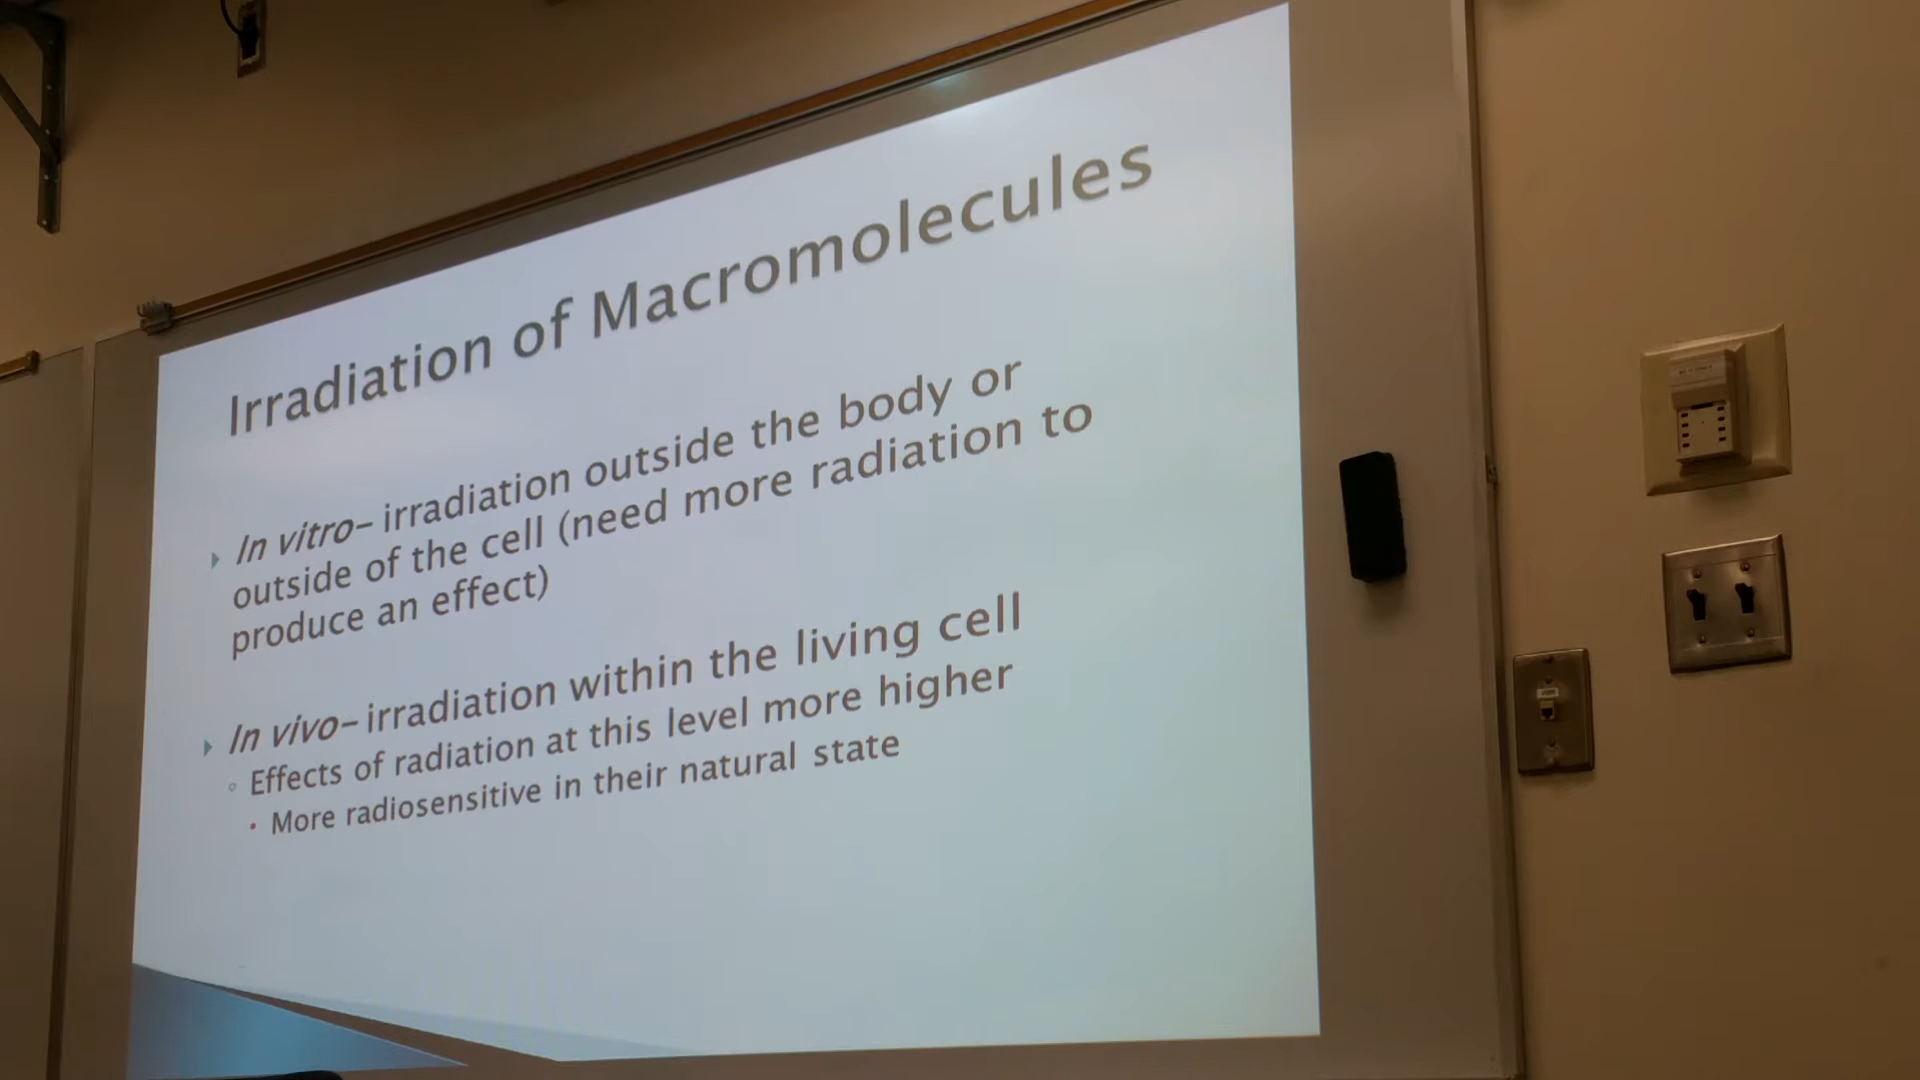 Irradiation of Macromolecules
In vitro– irradiation outside the body or
outside of the cell (need more radiation to
produce an effect)
In vivo– irradiation within the living cell
Effects of radiation at this level more higher
More radiosensitive in their natural state